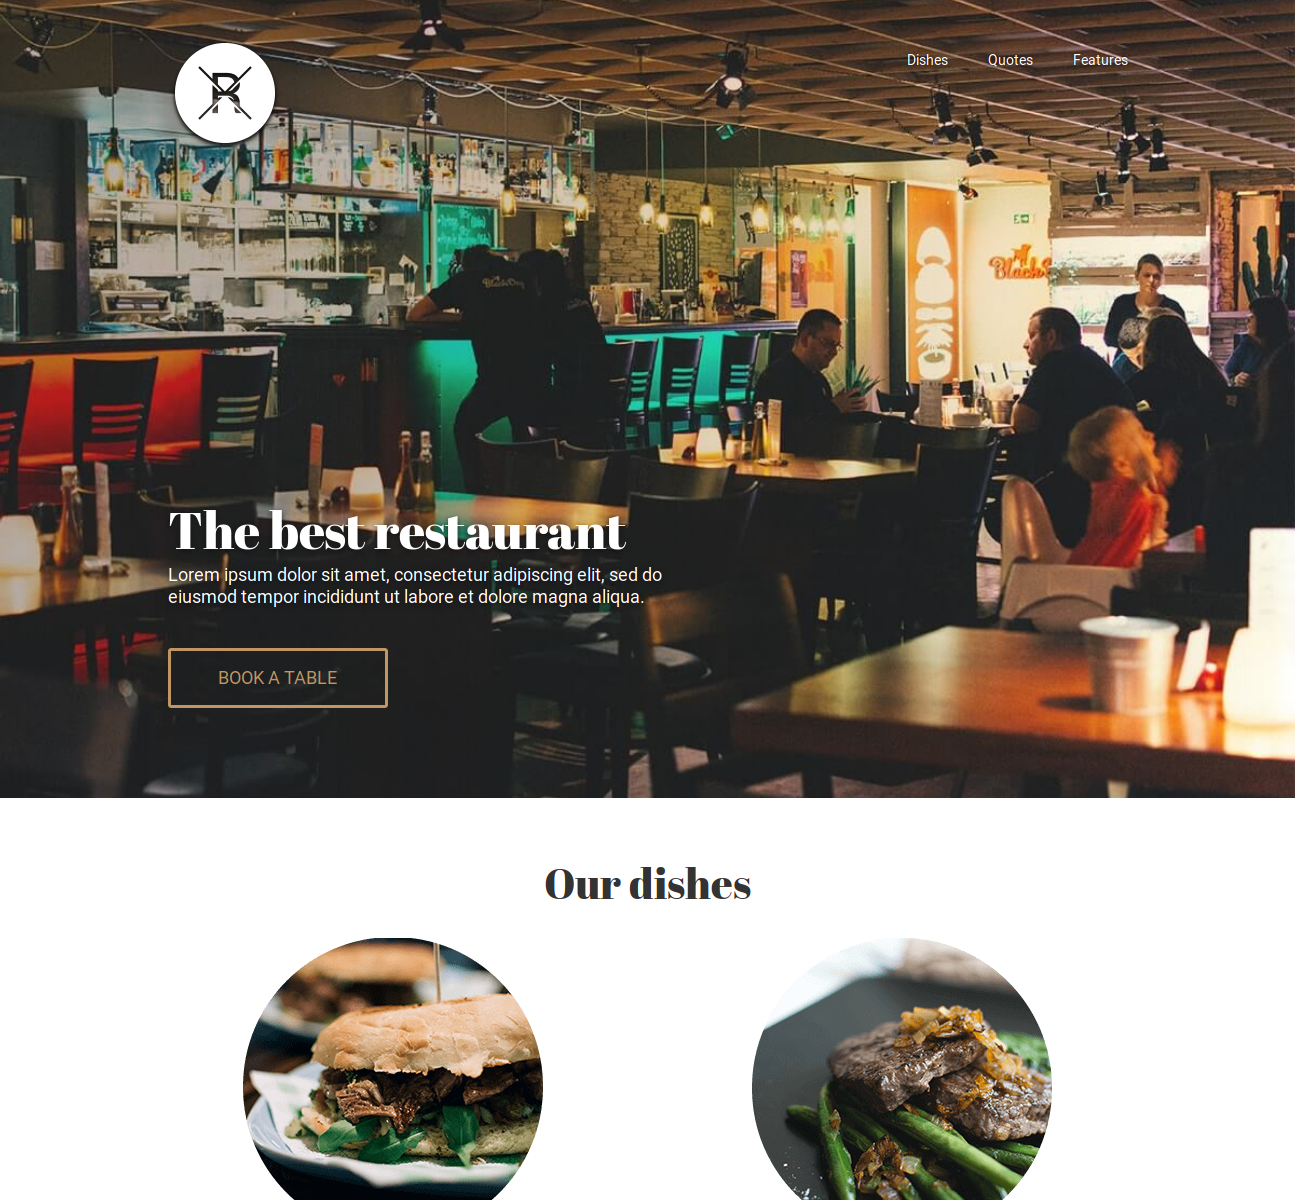 R
Dishes
Quotes
Features
The best restaurant
Lorem ipsum dolor sit amet, consectetur adipiscing elit, sed do
eiusmod tempor incididunt ut labore et dolore magna aliqua.
BOOK A TABLE
Our dishes